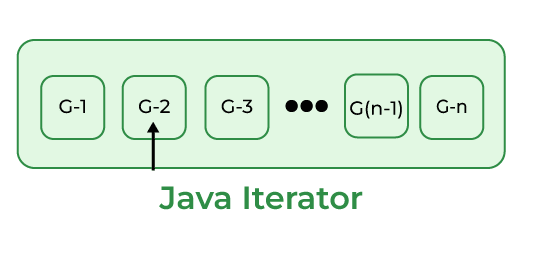 G-1 G-2 G-3 G(n-1) G-n
Java Iterator